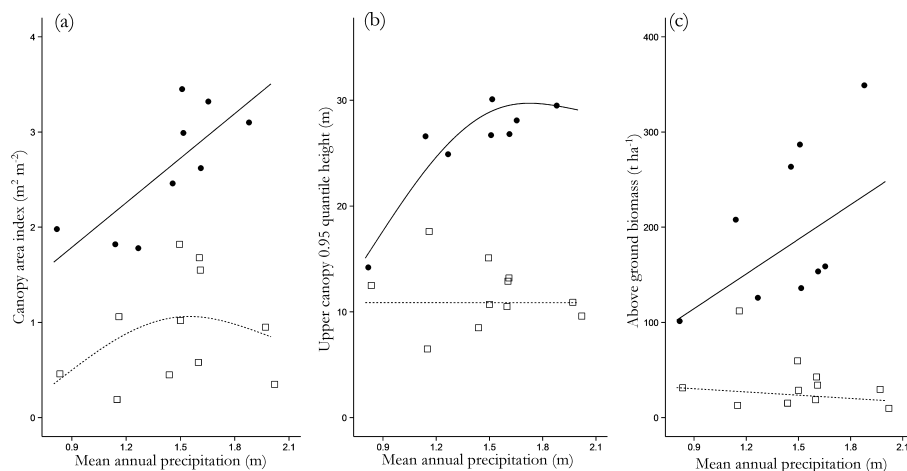 (a)
Canopy area index (m² m⁻²)
4
3
2
1
0
0.9 1.2 1.5 1.8 2.1
Mean annual precipitation (m)
(b)
Upper canopy 0.95 quantile height (m)
30
20
10
0
0.9 1.2 1.5 1.8 2.1
Mean annual precipitation (m)
(c)
Above ground biomass (t ha⁻¹)
400
300
200
100
0
0.9 1.2 1.5 1.8 2.1
Mean annual precipitation (m)